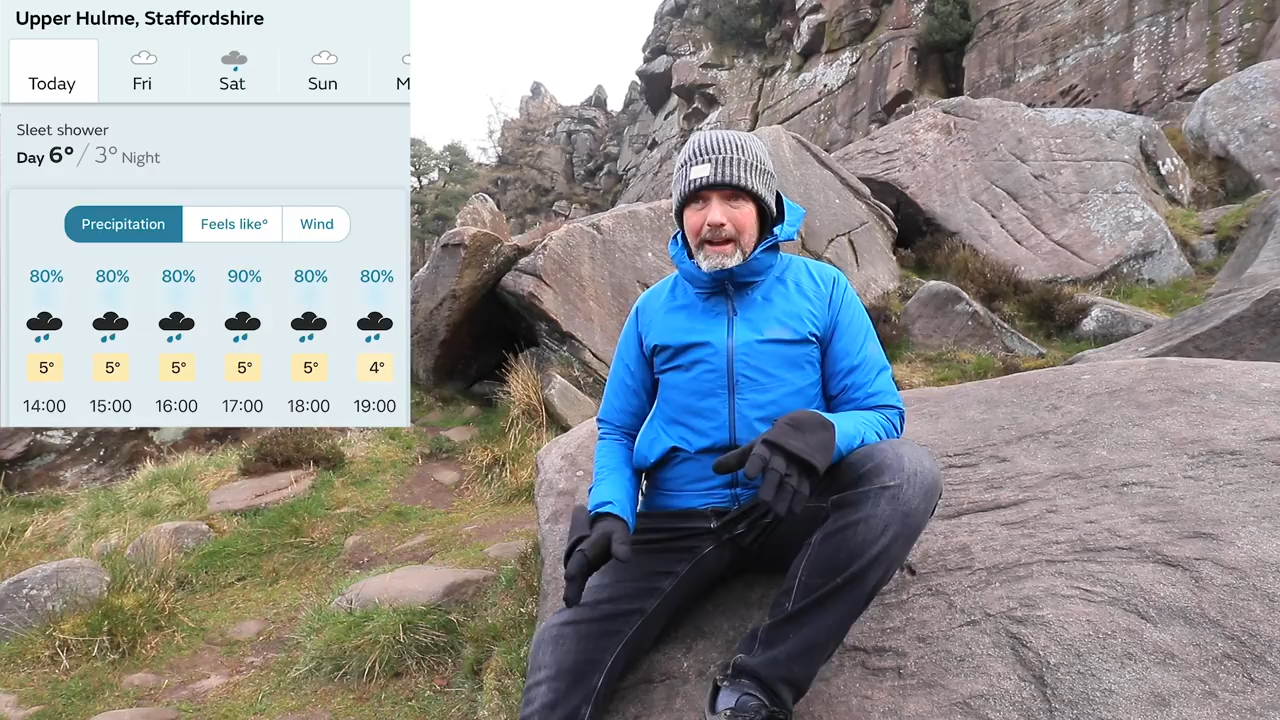 Upper Hulme, Staffordshire
Today Fri Sat Sun M
Sleet shower
Day 6° / 3° Night
Precipitation Feels like° Wind
80% 80% 80% 90% 80% 80%
5° 5° 5° 5° 5° 4°
14:00 15:00 16:00 17:00 18:00 19:00